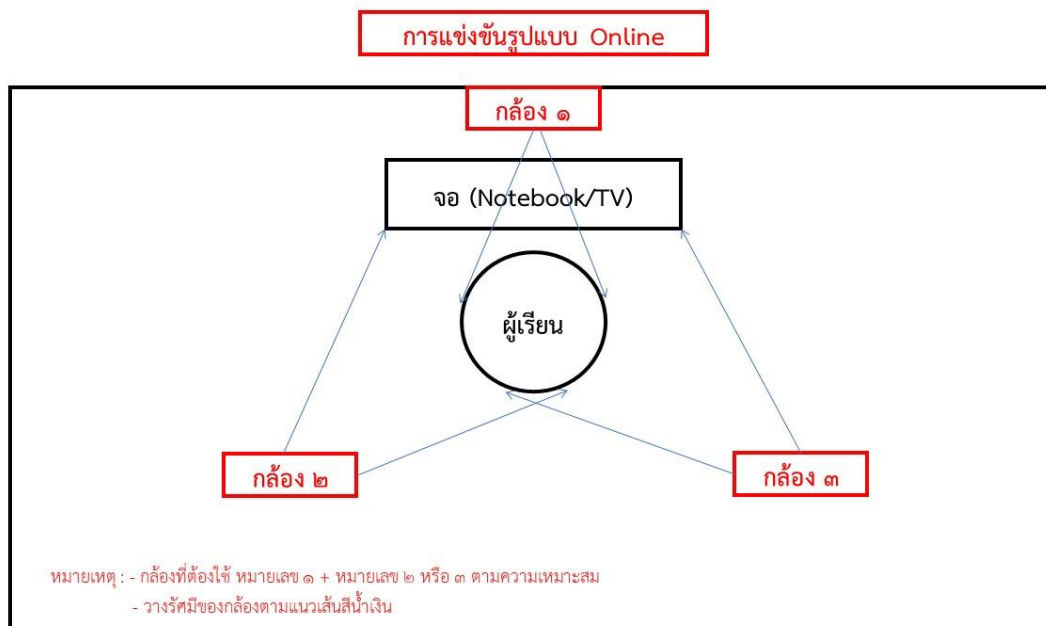 การแข่งขันรูปแบบ Online
กล้อง ๑
จอ (Notebook/TV)
ผู้เรียน
กล้อง ๒
กล้อง ๓
หมายเหตุ : - กล้องที่ต้องใช้ หมายเลข ๑ + หมายเลข ๒ หรือ ๓ ตามความเหมาะสม
- วางรัศมีของกล้องตามแนวเส้นสีน้ำเงิน